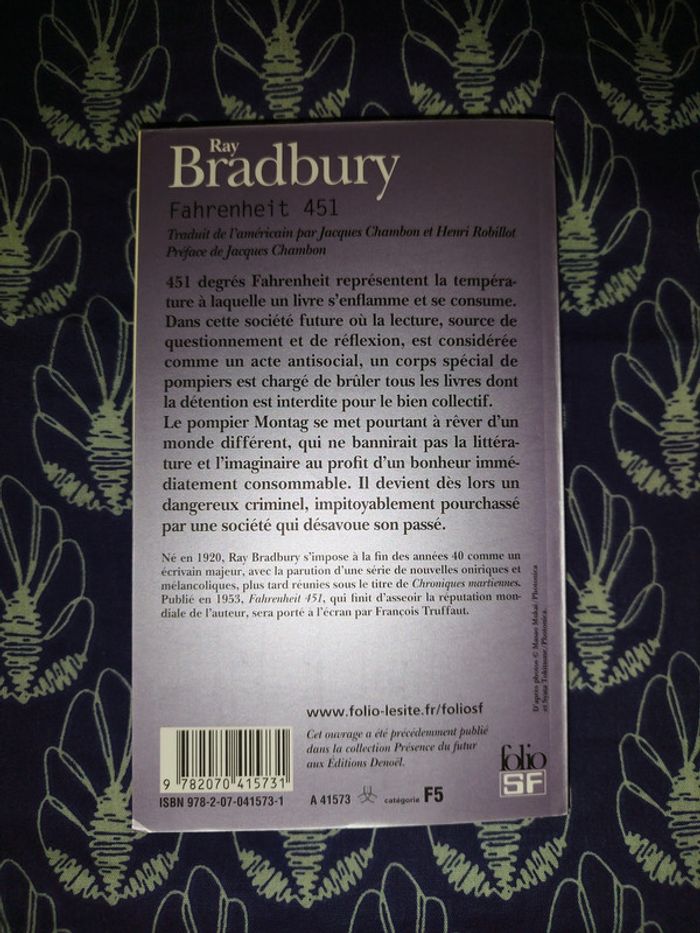 Ray
Bradbury
Fahrenheit 451
Traduit de l'américain par Jacques Chambon et Henri Robillot
Préface de Jacques Chambon
451 degrés Fahrenheit représentent la tempéra-
ture à laquelle un livre s'enflamme et se consume.
Dans cette société future où la lecture, source de
questionnement et de réflexion, est considérée
comme un acte antisocial, un corps spécial de
pompiers est chargé de brûler tous les livres dont
la détention est interdite pour le bien collectif.
Le pompier Montag se met pourtant à rêver d'un
monde différent, qui ne bannirait pas la littéra-
ture et l'imaginaire au profit d'un bonheur immé-
diatement consommable. Il devient dès lors un
dangereux criminel, impitoyablement pourchassé
par une société qui désavoue son passé.
Né en 1920, Ray Bradbury s'impose à la fin des années 40 comme un
écrivain majeur, avec la parution d'une série de nouvelles oniriques et
mélancoliques, plus tard réunies sous le titre de Chroniques martiennes.
Publié en 1953, Fahrenheit 451, qui finit d'asseoir la réputation mon-
diale de l'auteur, sera porté à l'écran par François Truffaut.
D'après photos © Masao Mukai/Photonica
Photonica.
www.folio-lesite.fr/foliosf
Cet ouvrage a été précédemment publié
dans la collection Présence du futur
aux Éditions Denoël.
folio
SF
9 782070 415731
ISBN 978-2-07-041573-1
A 41573
catégorie F5